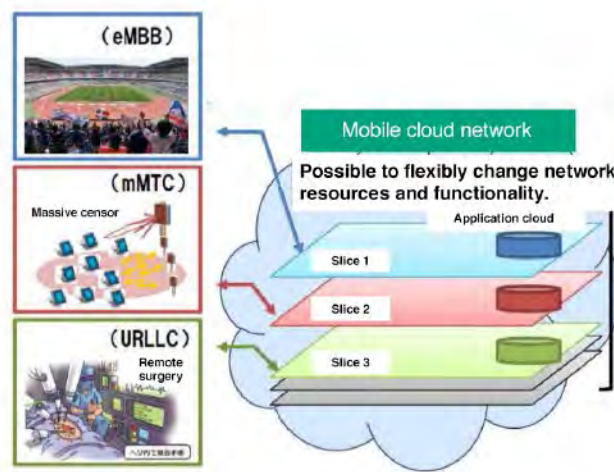 (eMBB)
(mMTC)
Massive censor
(URLLC)
Remote
surgery
Mobile cloud network
Possible to flexibly change network
resources and functionality.
Application cloud
Slice 1
Slice 2
Slice 3